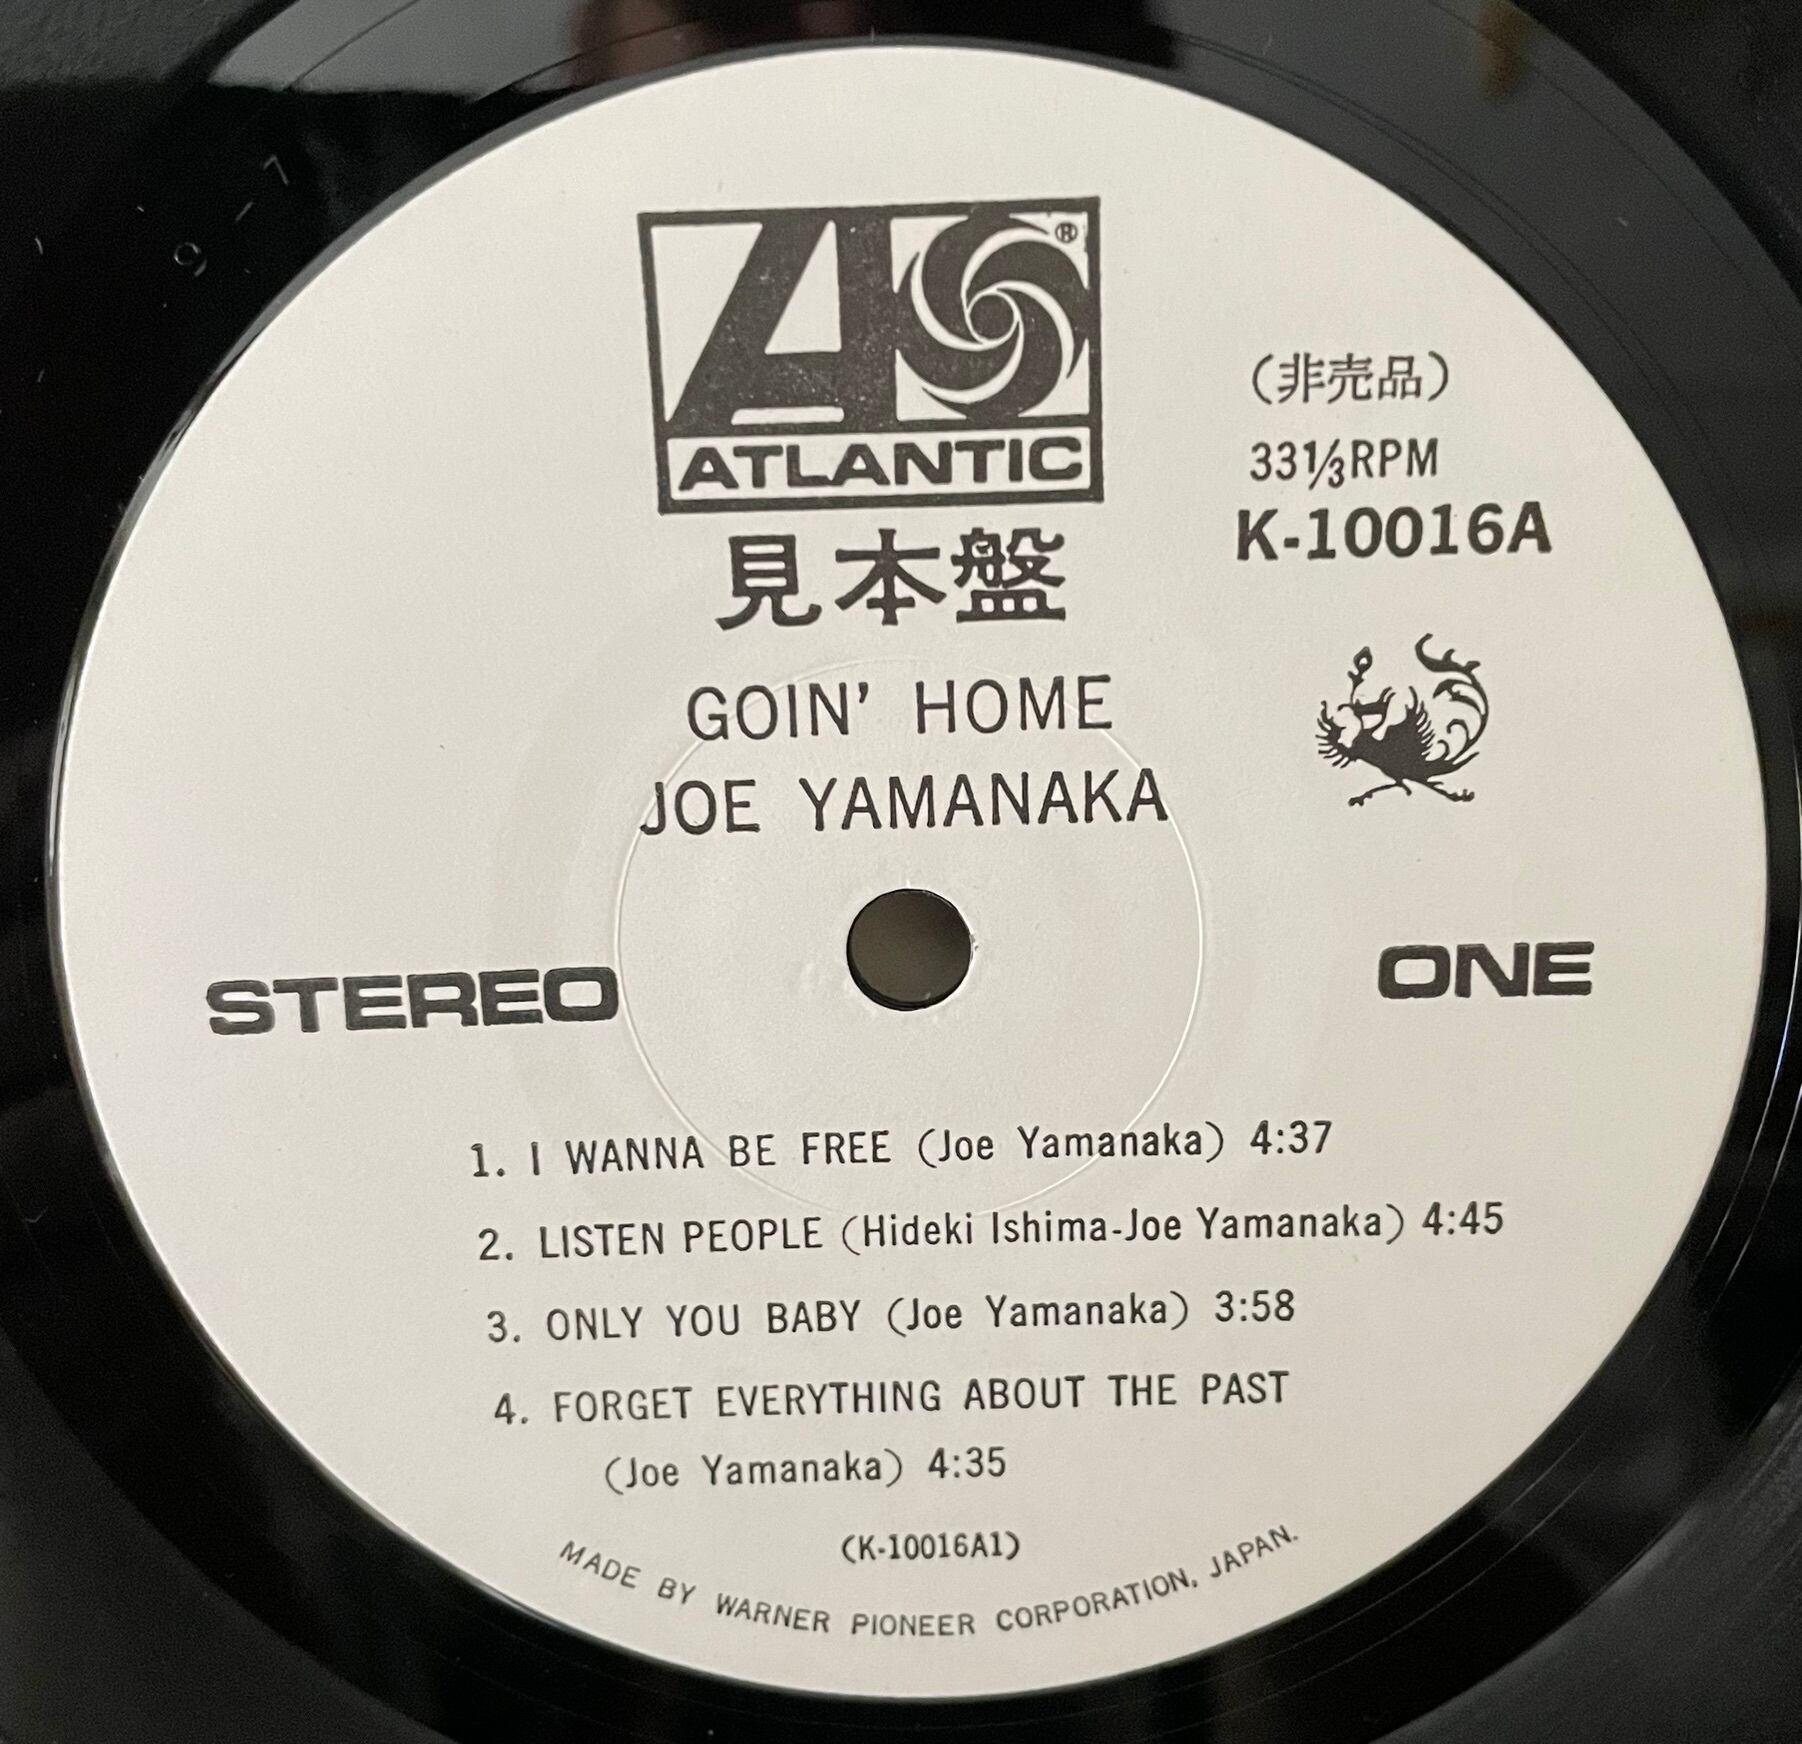 ®
ATLANTIC
見本盤
(非売品)
33⅓RPM
K-10016A
GOIN' HOME
JOE YAMANAKA
STEREO
ONE
1. I WANNA BE FREE (Joe Yamanaka) 4:37
2. LISTEN PEOPLE (Hideki Ishima-Joe Yamanaka) 4:45
3. ONLY YOU BABY (Joe Yamanaka) 3:58
4. FORGET EVERYTHING ABOUT THE PAST
(Joe Yamanaka) 4:35
(K-10016A1)
MADE BY WARNER PIONEER CORPORATION, JAPAN.